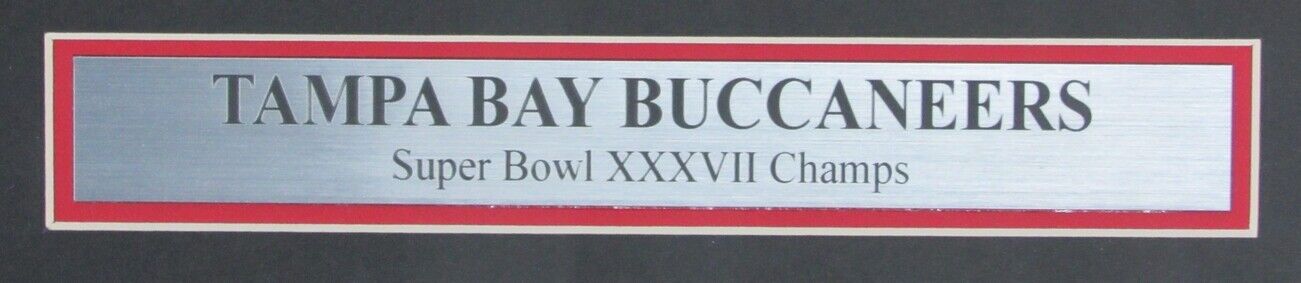 TAMPA BAY BUCCANEERS
Super Bowl XXXVII Champs